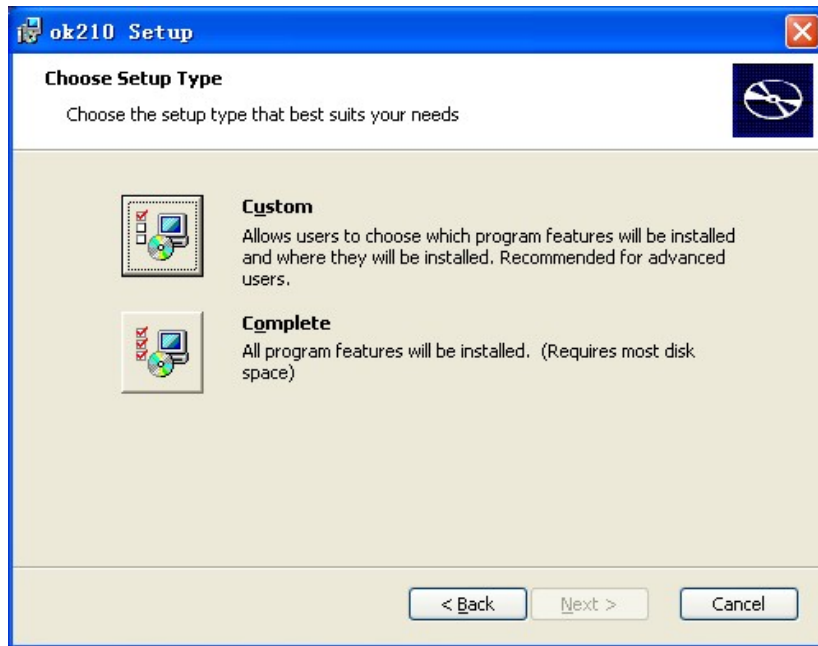 ok210 Setup
Choose Setup Type
Choose the setup type that best suits your needs
Custom
Allows users to choose which program features will be installed
and where they will be installed. Recommended for advanced
users.
Complete
All program features will be installed. (Requires most disk
space)
< Back Next > Cancel